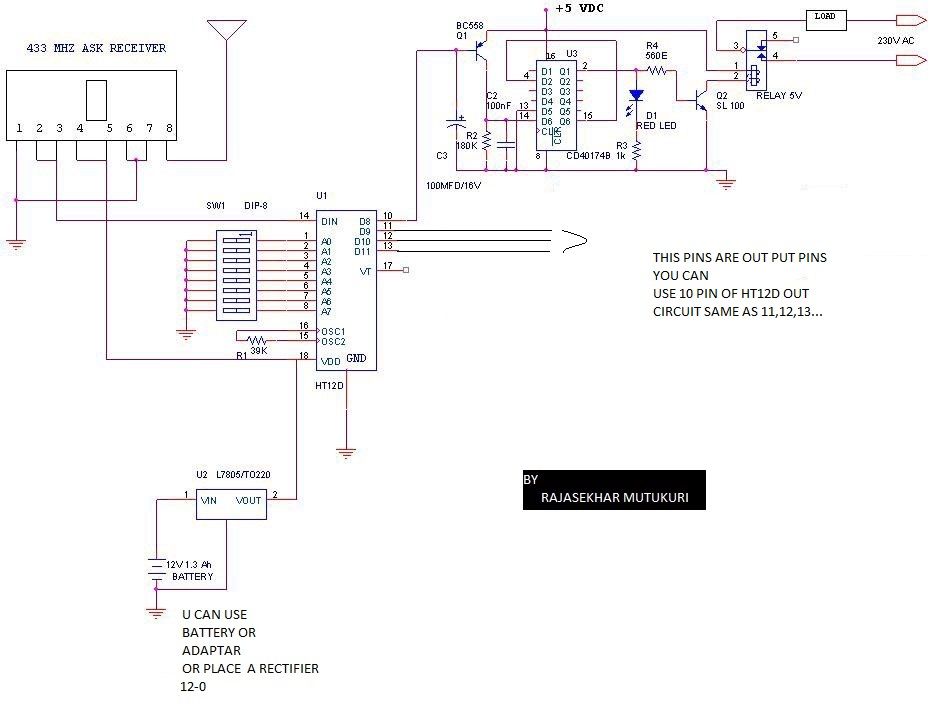 +5 VDC
BC558
Q1
LOAD
230V AC
433 MHZ ASK RECEIVER
1 2 3 4 5 6 7 8
16
U3
R4
560E
D1 Q1 2
4 D2 Q2
D3 Q3
D4 Q4
13 D5 Q5
14 D6 Q6 15
CLR
8
CD40174B
C2
100nF
R2
180K
C3
100MFD/16V
D1
RED LED
R3
1k
Q2
SL 100
5
3
4
1
2
RELAY 5V
U1
SW1 DIP-8
14 DIN D8 10
D9 11
1 A0 D10 12
2 A1 D11 13
3 A2
4 A3 VT 17
5 A4
6 A5
7 A6
8 A7
16 OSC1
15 OSC2
R1 39K
18 VDD GND
HT12D
THIS PINS ARE OUT PUT PINS
YOU CAN
USE 10 PIN OF HT12D OUT
CIRCUIT SAME AS 11,12,13...
U2 L7805/TO220
1 VIN VOUT 2
BY
RAJASEKHAR MUTUKURI
12V 1.3 Ah
BATTERY
U CAN USE
BATTERY OR
ADAPTAR
OR PLACE A RECTIFIER
12-0